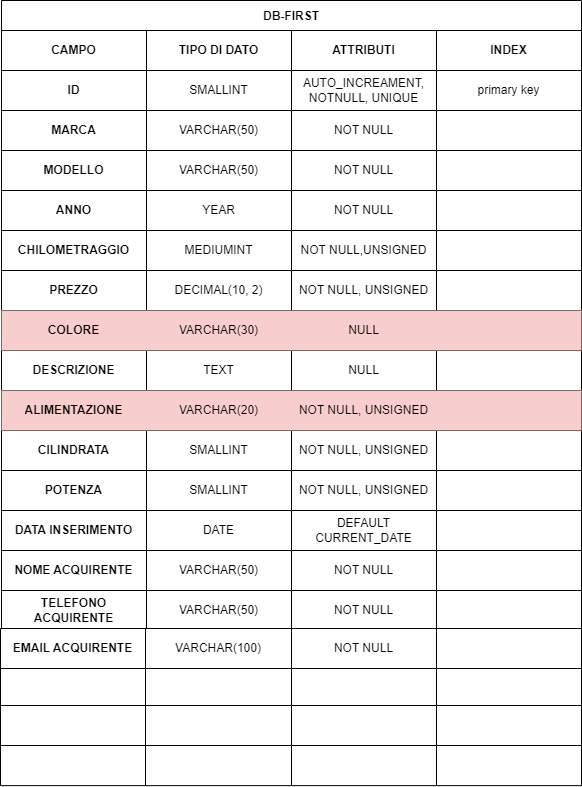 DB-FIRST
CAMPO TIPO DI DATO ATTRIBUTI INDEX
ID SMALLINT AUTO_INCREAMENT, NOTNULL, UNIQUE primary key
MARCA VARCHAR(50) NOT NULL
MODELLO VARCHAR(50) NOT NULL
ANNO YEAR NOT NULL
CHILOMETRAGGIO MEDIUMINT NOT NULL,UNSIGNED
PREZZO DECIMAL(10, 2) NOT NULL, UNSIGNED
COLORE VARCHAR(30) NULL
DESCRIZIONE TEXT NULL
ALIMENTAZIONE VARCHAR(20) NOT NULL, UNSIGNED
CILINDRATA SMALLINT NOT NULL, UNSIGNED
POTENZA SMALLINT NOT NULL, UNSIGNED
DATA INSERIMENTO DATE DEFAULT CURRENT_DATE
NOME ACQUIRENTE VARCHAR(50) NOT NULL
TELEFONO ACQUIRENTE VARCHAR(50) NOT NULL
EMAIL ACQUIRENTE VARCHAR(100) NOT NULL